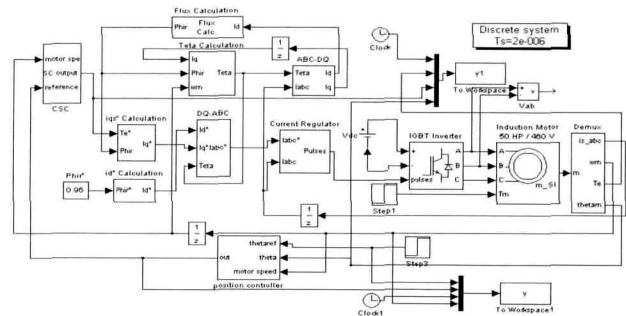 Flux Calculation
Phir
Flux
Calc.
Id
Discrete system
Ts=2e-006
Clock
Teta Calculation
Iq
Phir
wm
Teta
1
z
ABC-DQ
Teta
Iabc
Id
Iq
motor spe
SC output
reference
CSC
y1
To Workspace
+
-
v
Vab
iqs* Calculation
Te*
Phir
Iq*
DQ-ABC
Id*
Iq*
Teta
Iabc*
Current Regulator
Iabc*
Iabc
Pulses
Vdc
IGBT Inverter
+
-
pulses
A
B
C
Induction Motor
50 HP / 460 V
A
B
C
Tm
m
m_SI
Demux
is_abc
wm
Te
thetam
Phir*
0.96
id* Calculation
Phir*
Id*
Step1
1
z
1
z
out
thetaref
theta
motor speed
position controller
Step3
Clock1
y
To Workspace1